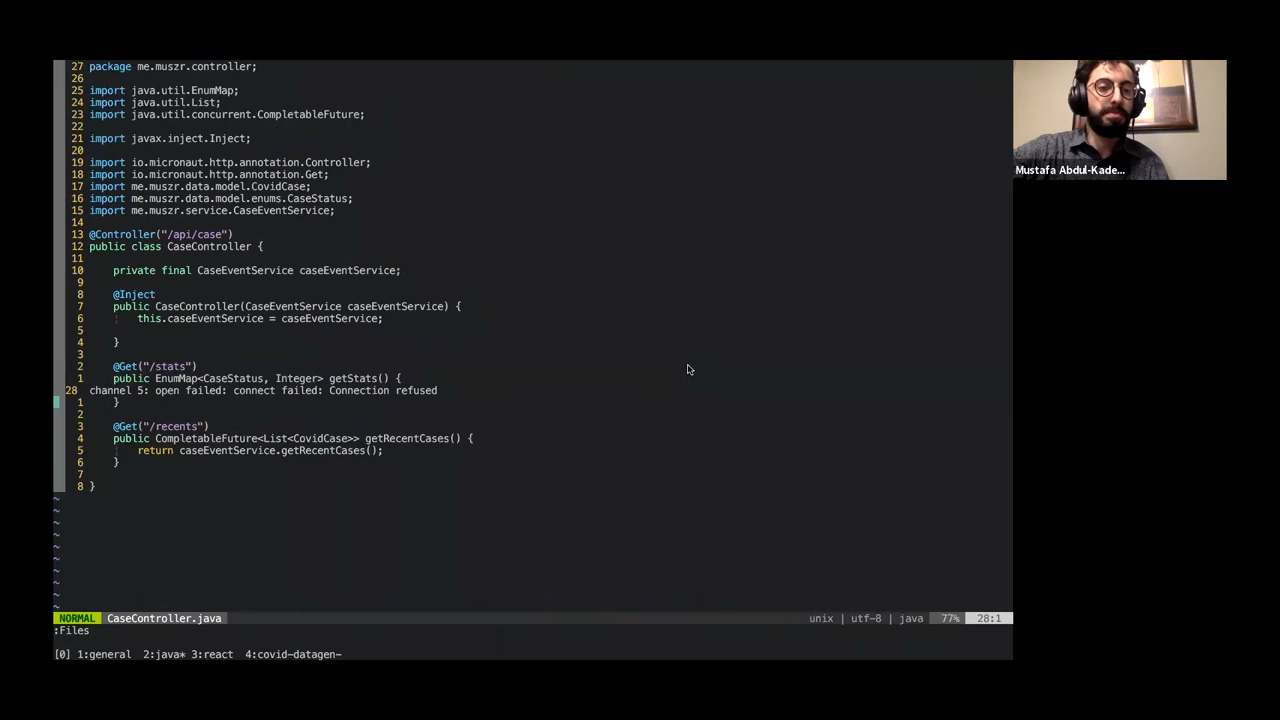 27 package me.muszr.controller;
26
25 import java.util.EnumMap;
24 import java.util.List;
23 import java.util.concurrent.CompletableFuture;
22
21 import javax.inject.Inject;
20
19 import io.micronaut.http.annotation.Controller;
18 import io.micronaut.http.annotation.Get;
17 import me.muszr.data.model.CovidCase;
16 import me.muszr.data.model.enums.CaseStatus;
15 import me.muszr.service.CaseEventService;
14
13 @Controller("/api/case")
12 public class CaseController {
11
10     private final CaseEventService caseEventService;
9
8     @Inject
7     public CaseController(CaseEventService caseEventService) {
6         this.caseEventService = caseEventService;
5
4     }
3
2     @Get("/stats")
1     public EnumMap<CaseStatus, Integer> getStats() {
28 channel 5: open failed: connect failed: Connection refused
1     }
2
3     @Get("/recents")
4     public CompletableFuture<List<CovidCase>> getRecentCases() {
5         return caseEventService.getRecentCases();
6     }
7
8 }
~
~
~
~
~
~
~
~
~
~
NORMAL CaseController.java unix | utf-8 | java 77% 28:1
:Files
[0] 1:general 2:java* 3:react 4:covid-datagen-
Mustafa Abdul-Kade...